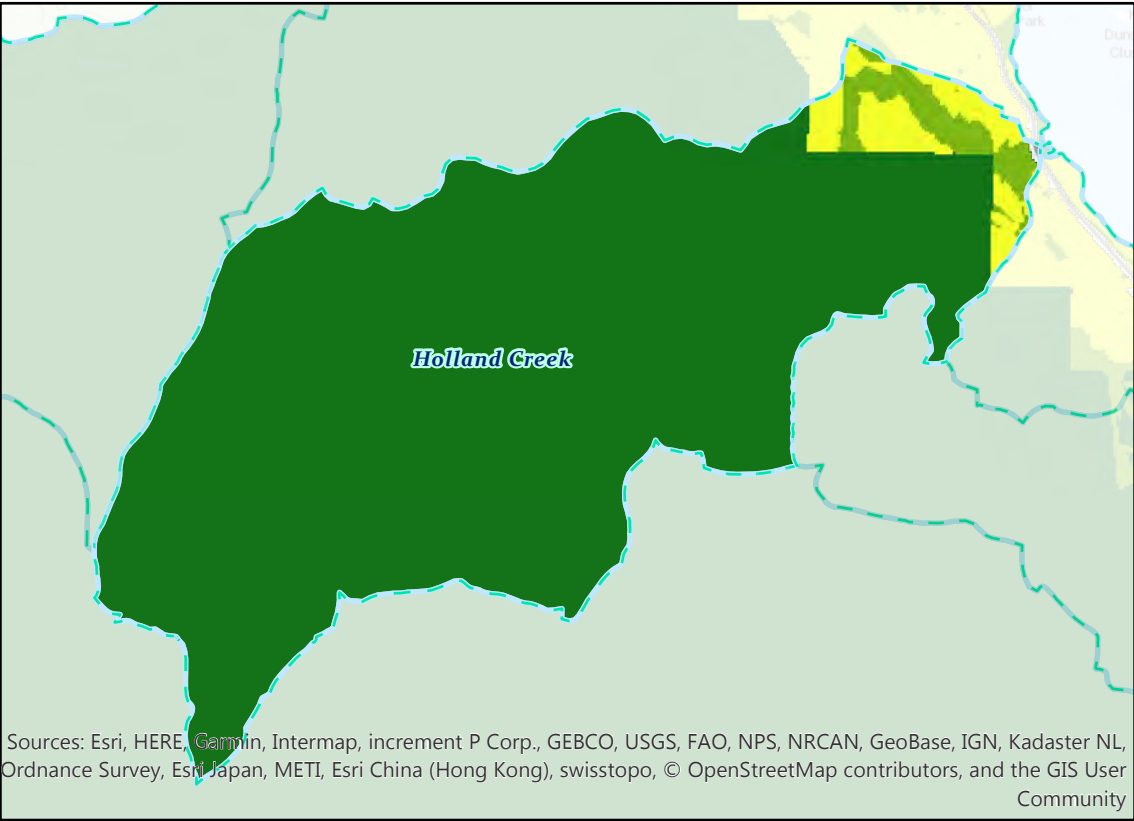 Park
Holland Creek
Sources: Esri, HERE, Garmin, Intermap, increment P Corp., GEBCO, USGS, FAO, NPS, NRCAN, GeoBase, IGN, Kadaster NL,
Ordnance Survey, Esri Japan, METI, Esri China (Hong Kong), swisstopo, © OpenStreetMap contributors, and the GIS User
Community